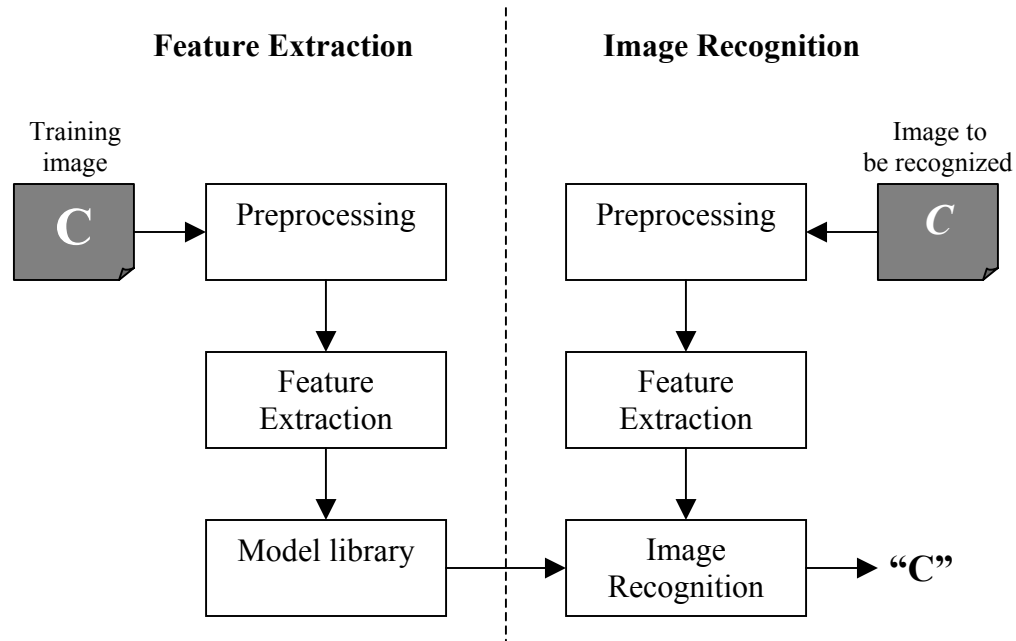 Feature Extraction
Image Recognition
Training
image
Image to
be recognized
C
Preprocessing
Preprocessing
C
Feature
Extraction
Feature
Extraction
Model library
Image
Recognition
“C”